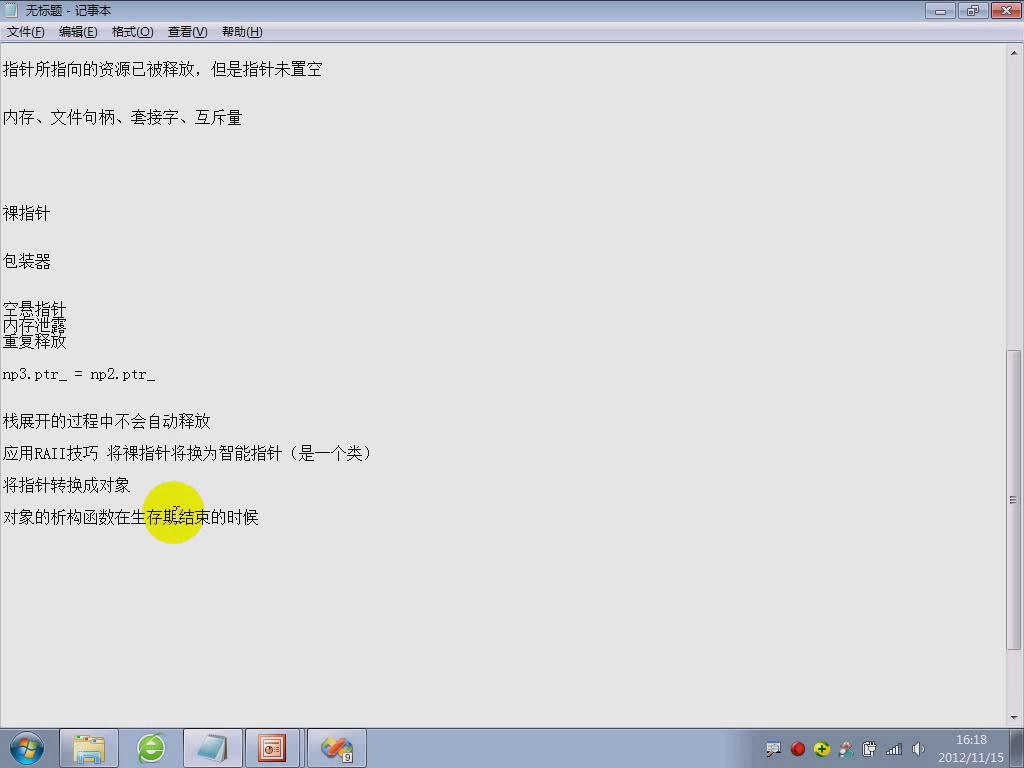 无标题 - 记事本
文件(F) 编辑(E) 格式(O) 查看(V) 帮助(H)
指针所指向的资源已被释放，但是指针未置空
内存、文件句柄、套接字、互斥量
裸指针
包装器
空悬指针
内存泄露
重复释放
np3.ptr_ = np2.ptr_
栈展开的过程中不会自动释放
应用RAII技巧 将裸指针将换为智能指针（是一个类）
将指针转换成对象
对象的析构函数在生存期结束的时候
9
16:18
2012/11/15